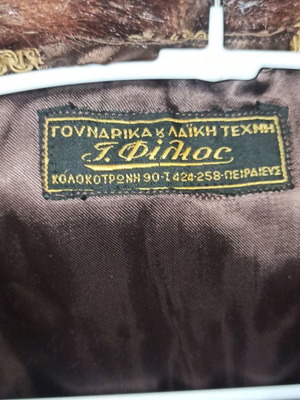 ΓΟΥΝΑΡΙΚΑ & ΛΑΪΚΗ ΤΕΧΝΗ
Γ. Φίλιος
ΚΟΛΟΚΟΤΡΩΝΗ 90-Τ.424-258-ΠΕΙΡΑΙΕΥΣ